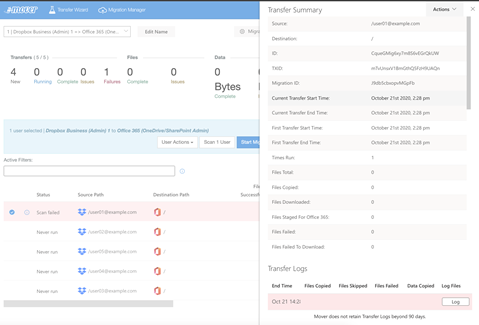 mover Transfer Wizard Migration Manager
1 | Dropbox Business (Admin) 1 ++ Office 365 (One... Edit Name
Transfers ( 5 / 5 ) Files Data
4 0 0 0 1 0 0 0
New Running Complete Issues Failures Complete Issues Bytes
Complete
1 user selected | Dropbox Business (Admin) 1 to Office 365 (OneDrive/SharePoint Admin)
User Actions Scan 1 User
Active Filters:
Status Source Path Destination Path
Scan failed /user01@example.com /
Never run /user02@example.com /
Never run /user05@example.com /
Never run /user04@example.com /
Never run /user03@example.com /
Transfer Summary Actions
Source /user01@example.com
Destination: /
ID:
TXID:
Migration ID:
Current Transfer Start Time: October 21st 2020, 2:28 pm
Current Transfer End Time: October 21st 2020, 2:28 pm
First Transfer Start Time: October 21st 2020, 2:28 pm
First Transfer End Time: October 21st 2020, 2:28 pm
Times Run: 1
Files Total: 0
Files Copied: 0
Files Downloaded: 0
Files Staged For Office 365: 0
Files Failed: 0
Files Failed To Download: 0
Transfer Logs
End Time Files Copied Files Skipped Files Failed Data Copied Log Files
Oct 21 14:2 Log
Mover does not retain Transfer Logs beyond 90 days.